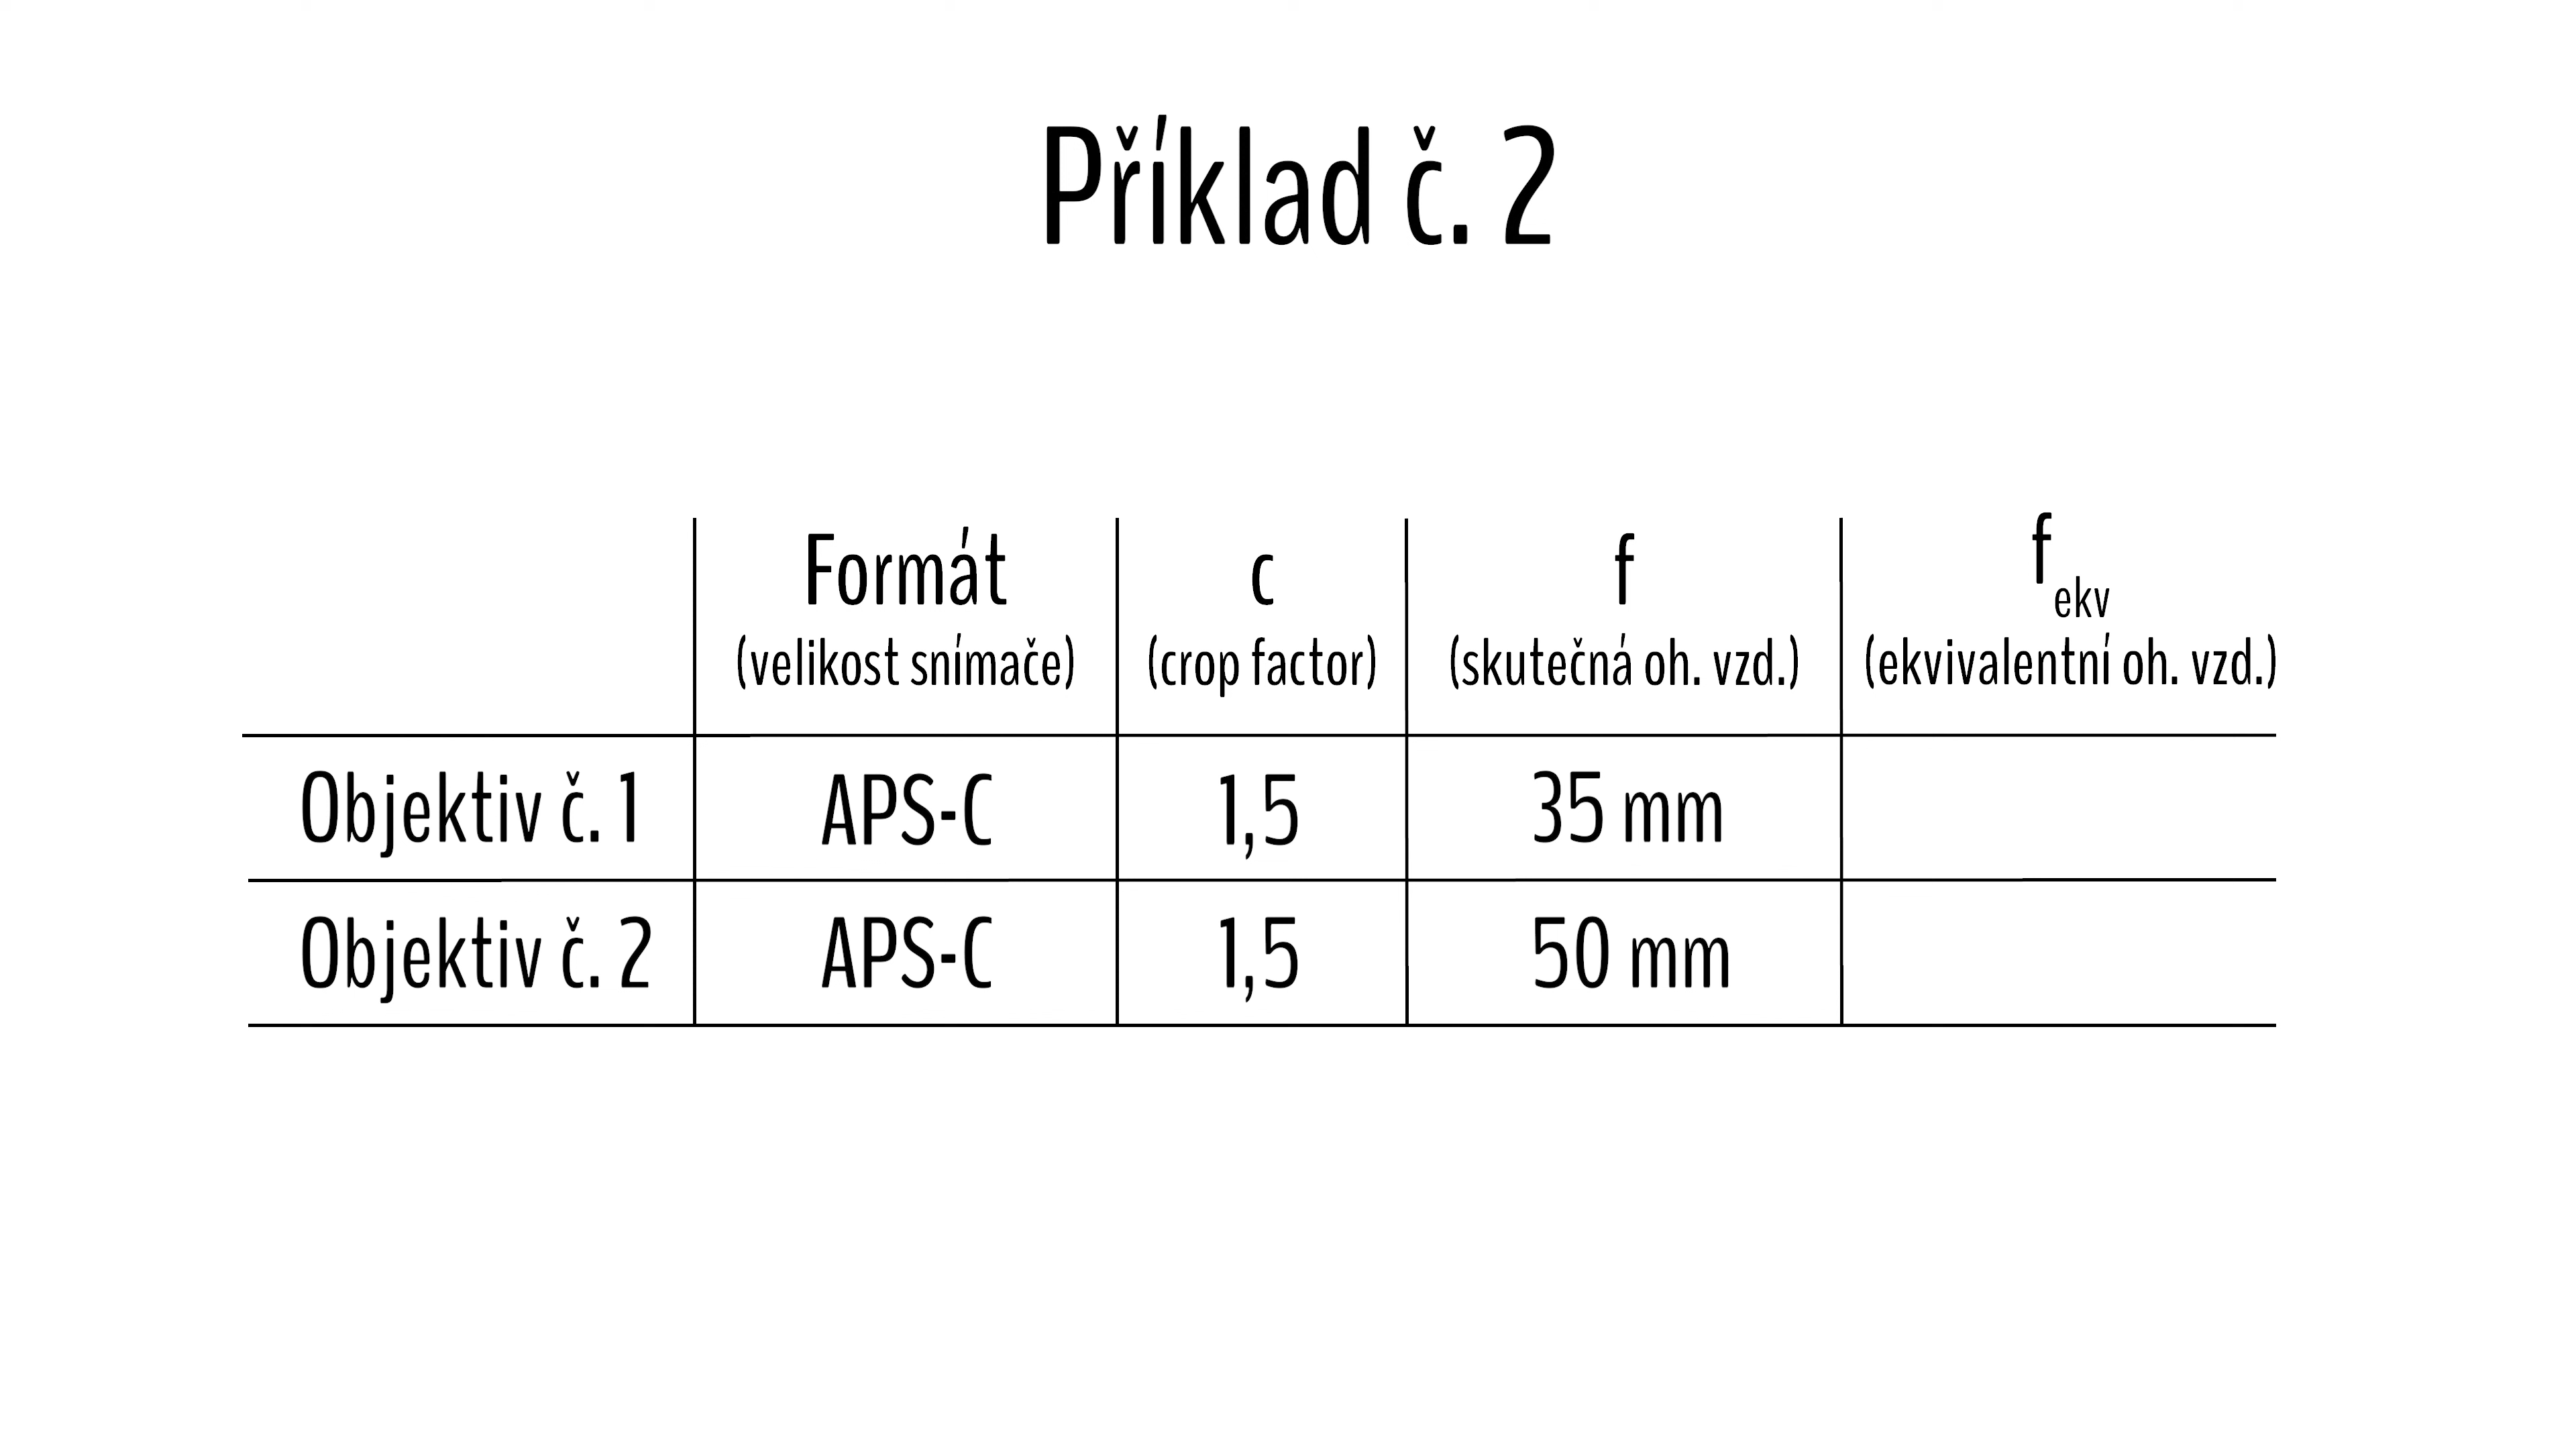 Příklad č. 2
Formát c f f ekv
(velikost snímače) (crop factor) (skutečná oh. vzd.) (ekvivalentní oh. vzd.)
Objektiv č. 1 APS-C 1,5 35 mm
Objektiv č. 2 APS-C 1,5 50 mm